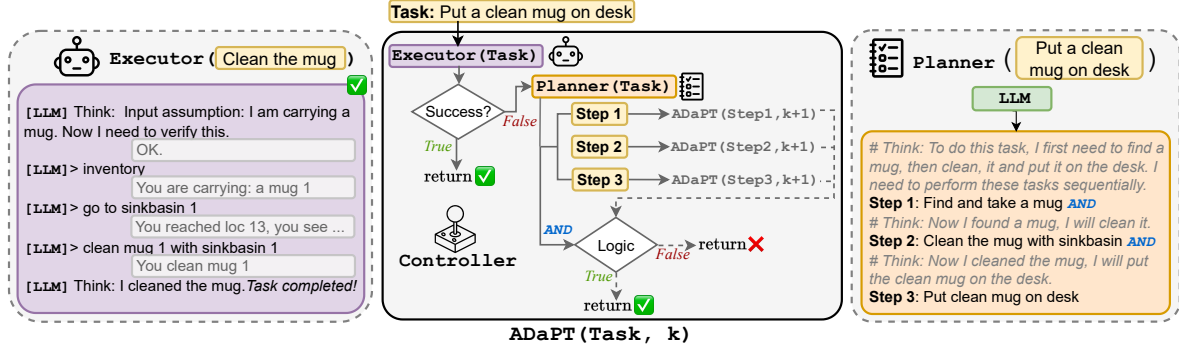 Task: Put a clean mug on desk
Executor( Clean the mug )
[LLM] Think: Input assumption: I am carrying a
mug. Now I need to verify this.
OK.
[LLM]> inventory
You are carrying: a mug 1
[LLM]> go to sinkbasin 1
You reached loc 13, you see ...
[LLM]> clean mug 1 with sinkbasin 1
You clean mug 1
[LLM] Think: I cleaned the mug.Task completed!
Executor(Task)
Success?
False
True
return
Planner(Task)
Step 1
ADaPT(Step1,k+1)
Step 2
ADaPT(Step2,k+1)
Step 3
ADaPT(Step3,k+1)
Controller
AND
Logic
False
return
True
return
ADaPT(Task, k)
Planner ( Put a clean
mug on desk )
LLM
# Think: To do this task, I first need to find a
mug, then clean, it and put it on the desk. I
need to perform these tasks sequentially.
Step 1: Find and take a mug AND
# Think: Now I found a mug, I will clean it.
Step 2: Clean the mug with sinkbasin AND
# Think: Now I cleaned the mug, I will put
the clean mug on the desk.
Step 3: Put clean mug on desk